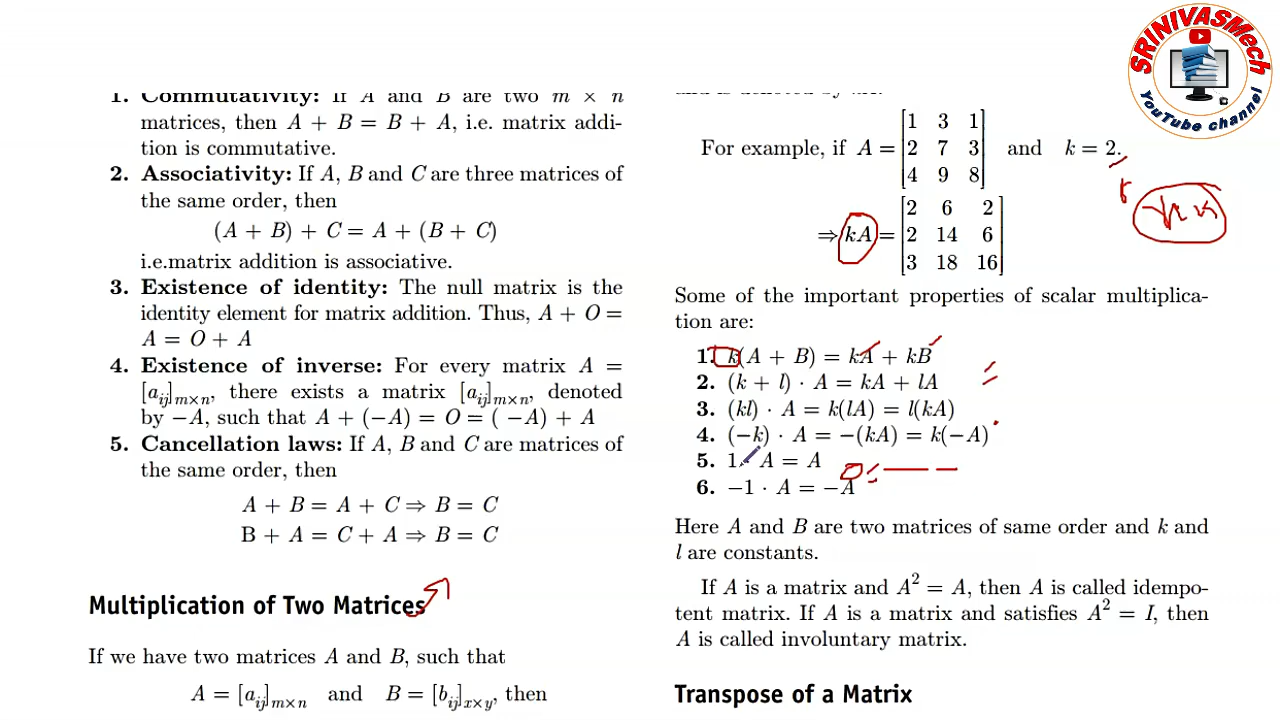 1. Commutativity: If A and B are two m × n
matrices, then A + B = B + A, i.e. matrix addi-
tion is commutative.
2. Associativity: If A, B and C are three matrices of
the same order, then
(A + B) + C = A + (B + C)
i.e.matrix addition is associative.
3. Existence of identity: The null matrix is the
identity element for matrix addition. Thus, A + O =
A = O + A
4. Existence of inverse: For every matrix A =
[aij]m×n, there exists a matrix [aij]m×n, denoted
by −A, such that A + (−A) = O = ( −A) + A
5. Cancellation laws: If A, B and C are matrices of
the same order, then
A + B = A + C ⇒ B = C
B + A = C + A ⇒ B = C
Multiplication of Two Matrices
If we have two matrices A and B, such that
A = [aij]m×n and B = [bij]x×y, then
For example, if A = [1 3 1
2 7 3
4 9 8] and k = 2.
⇒ kA = [2 6 2
2 14 6
3 18 16]
Some of the important properties of scalar multiplica-
tion are:
1. k(A + B) = kA + kB
2. (k + l) · A = kA + lA
3. (kl) · A = k(lA) = l(kA)
4. (−k) · A = −(kA) = k(−A)
5. 1 · A = A
6. −1 · A = −A
Here A and B are two matrices of same order and k and
l are constants.
If A is a matrix and A² = A, then A is called idempo-
tent matrix. If A is a matrix and satisfies A² = I, then
A is called involuntary matrix.
Transpose of a Matrix
SRINIVASMech
YouTube channel